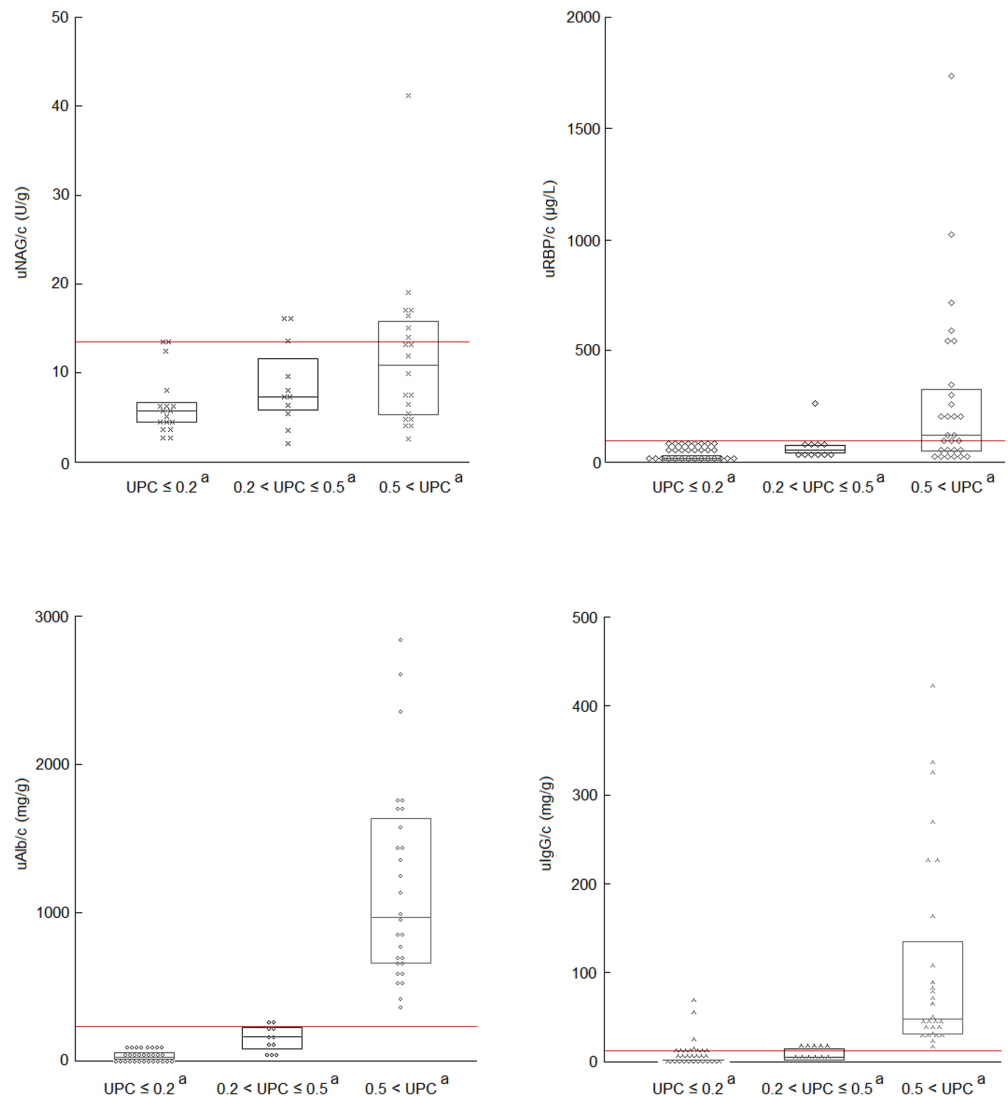 50
40
30
20
10
0
uNAG/c (U/g)
UPC ≤ 0.2 a
0.2 < UPC ≤ 0.5 a
0.5 < UPC a
2000
1500
1000
500
0
uRBP/c (µg/L)
UPC ≤ 0.2 a
0.2 < UPC ≤ 0.5 a
0.5 < UPC a
3000
2000
1000
0
uAlb/c (mg/g)
UPC ≤ 0.2 a
0.2 < UPC ≤ 0.5 a
0.5 < UPC a
500
400
300
200
100
0
uIgG/c (mg/g)
UPC ≤ 0.2 a
0.2 < UPC ≤ 0.5 a
0.5 < UPC a